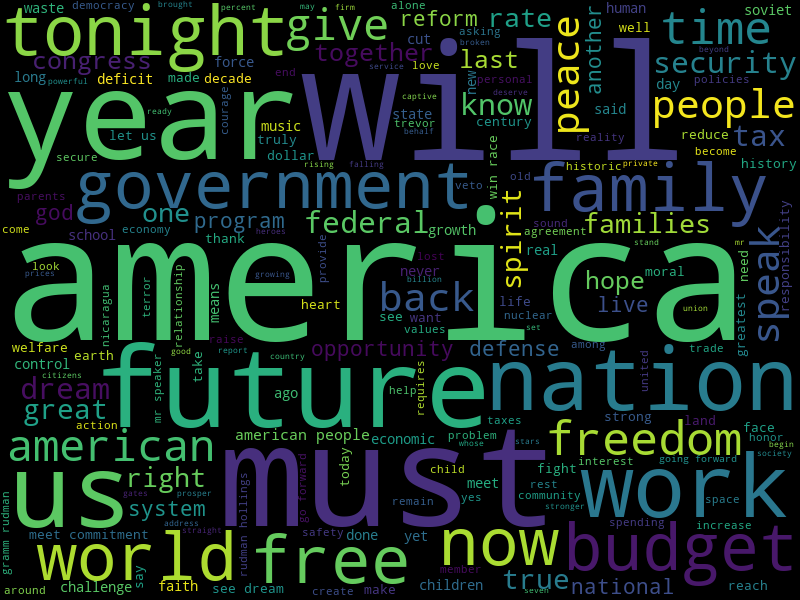 waste democracy brought firm may alone human soviet
tonight give reform rate another time
congress percent asking well
together cut broken love last beyond peace security
long deficit made force decade end service personal new day policies
year will powerful captive deserve know state said people
courage music trevor century reality reduce tax
let us ready behalf become
secure truly dollar rising falling win race historic private history
parents government veto old family
god one program federal growth spirit sound families speak responsibility
come school economy thank heroes provide agreement stand mr
america look relationship means never lost real moral need
prices growing heart billion back life hope live
nicaragua terror see want nuclear set union greatest
welfare raise values among trade
earth good report opportunity defense
control mr speaker take country requires united
citizens dream future ago help nation
great action taxes strong land
american american people economic problem stars freedom face honor
whose interest going forward begin
us right must today child fight society
gates prosper go forward meet rest work space
system yes community stronger
gramm rudman address rudman hollings remain spending increase
meet commitment straight safety done yet now budget
world free member
say see dream create make children true national reach
around challenge faith seven